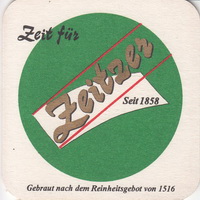 Zeit für
Zeitzer
Seit 1858
Gebraut nach dem Reinheitsgebot von 1516